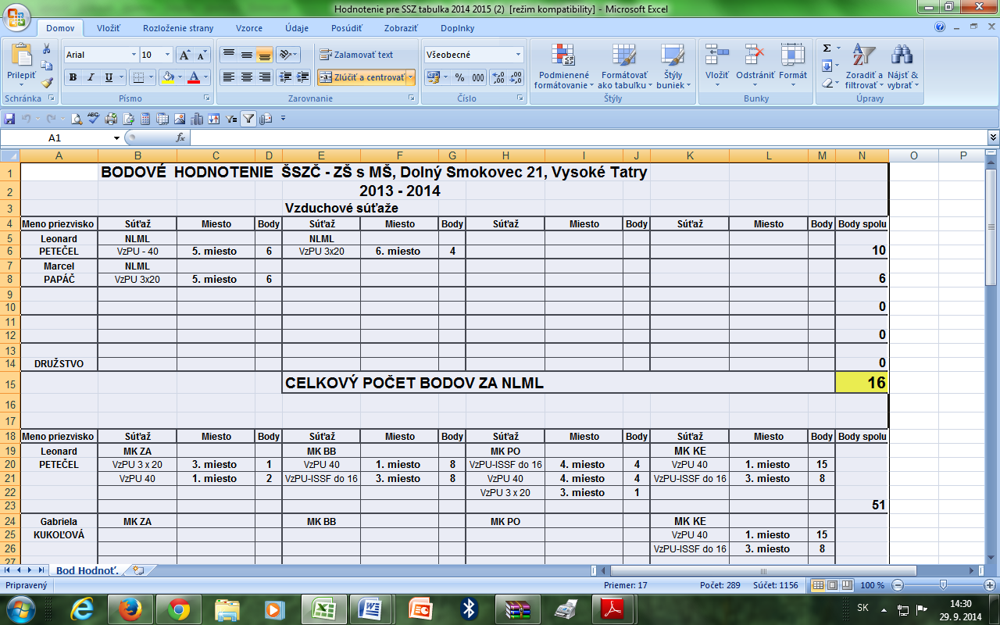 Hodnotenie pre SSZ tabulka 2014 2015 (2) [režim kompatibility] - Microsoft Excel
Domov Vložiť Rozloženie strany Vzorce Údaje Posúdiť Zobraziť Doplnky
Arial 10 Zalamovať text Všeobecné
Prilepiť B I U Zlúčiť a centrovať % 000 Podmienené formátovanie Formátovať ako tabuľku Štýly buniek Vložiť Odstrániť Formát Zoradiť a filtrovať Nájsť a vybrať
Schránka Písmo Zarovnanie Číslo Štýly Bunky Úpravy
A1 fx
A B C D E F G H I J K L M N O P
1 BODOVÉ HODNOTENIE ŠSZČ - ZŠ s MŠ, Dolný Smokovec 21, Vysoké Tatry
2 2013 - 2014
3 Vzduchové súťaže
4 Meno priezvisko Súťaž Miesto Body Súťaž Miesto Body Súťaž Miesto Body Súťaž Miesto Body Body spolu
5 Leonard NLML NLML
6 PETEČEL VzPU - 40 5. miesto 6 VzPU 3x20 6. miesto 4 10
7 Marcel NLML
8 PAPÁČ VzPU 3x20 5. miesto 6 6
9
10 0
11
12 0
13
14 DRUŽSTVO 0
15 CELKOVÝ POČET BODOV ZA NLML 16
16
17
18 Meno priezvisko Súťaž Miesto Body Súťaž Miesto Body Súťaž Miesto Body Súťaž Miesto Body Body spolu
19 Leonard MK ZA MK BB MK PO MK KE
20 PETEČEL VzPU 3 x 20 3. miesto 1 VzPU 40 1. miesto 8 VzPU-ISSF do 16 4. miesto 4 VzPU 40 1. miesto 15
21 VzPU 40 1. miesto 2 VzPU-ISSF do 16 3. miesto 8 VzPU 40 4. miesto 4 VzPU-ISSF do 16 3. miesto 8
22 VzPU 3 x 20 3. miesto 1
23 51
24 Gabriela MK ZA MK BB MK PO MK KE
25 KUKOĽOVÁ VzPU 40 1. miesto 15
26 VzPU-ISSF do 16 3. miesto 8
27
Bod Hodnoť.
Pripravený Priemer: 17 Počet: 289 Súčet: 1156 100 %
SK 14:30
29. 9. 2014